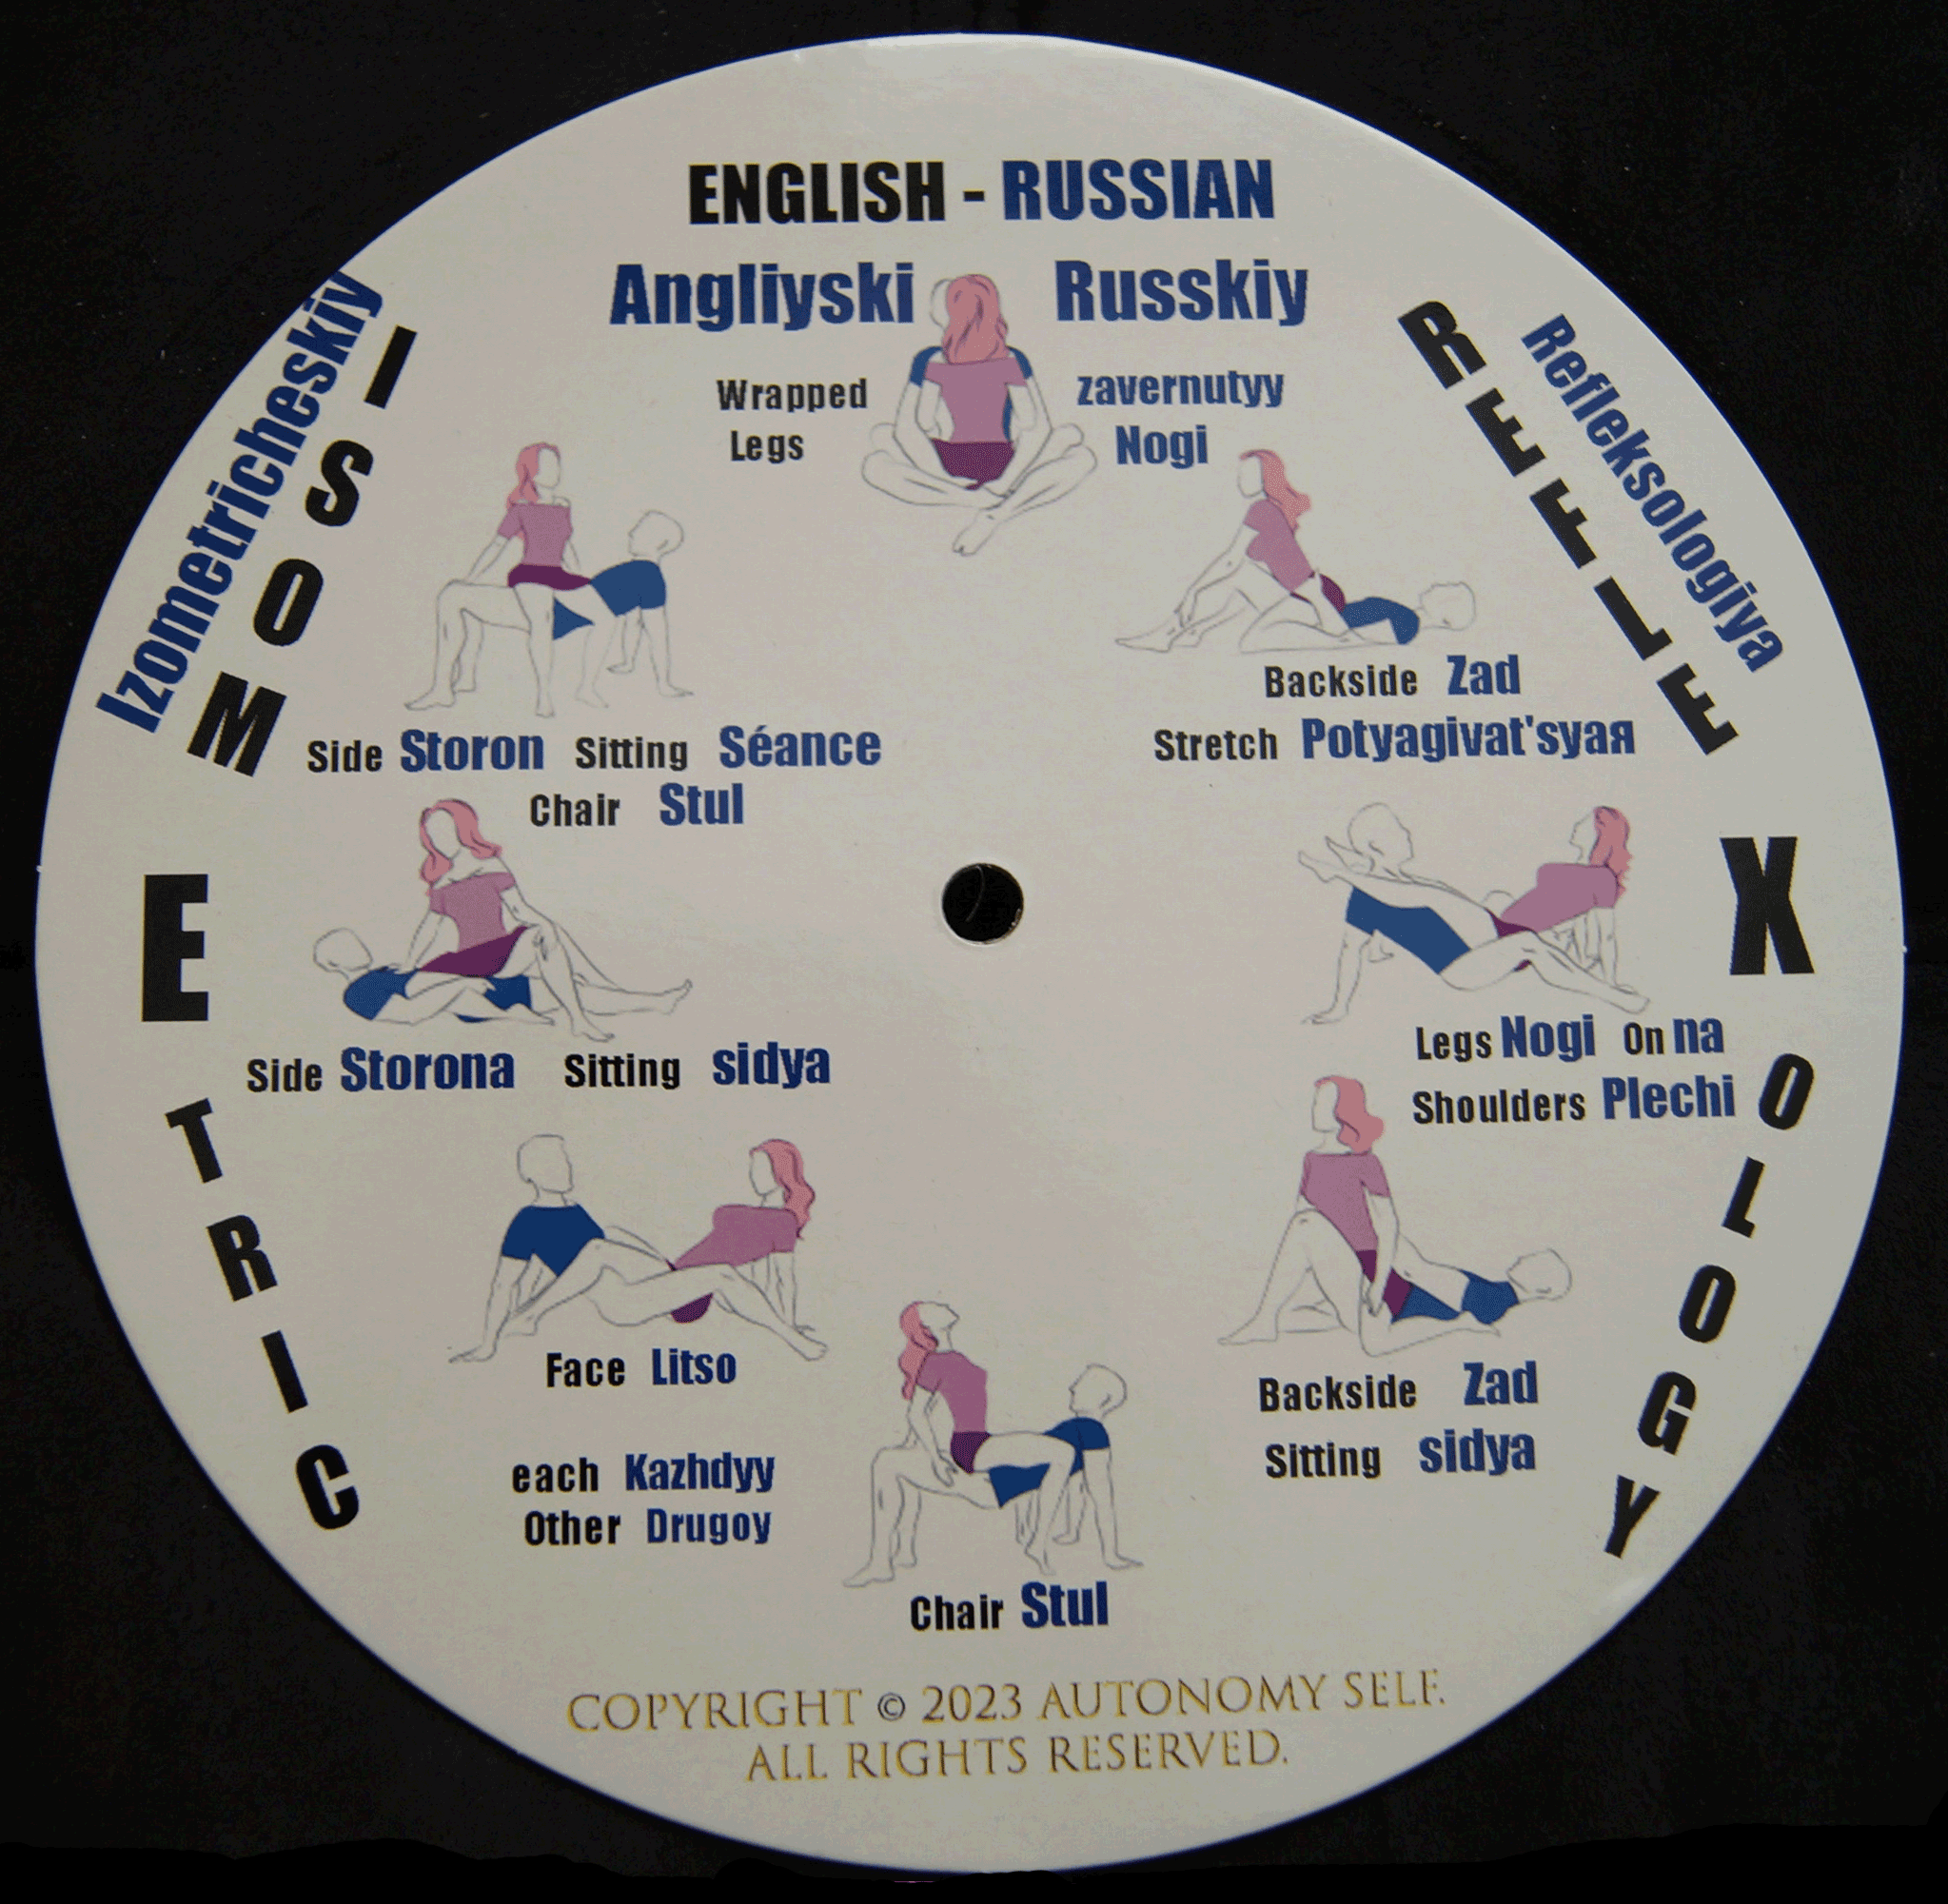 ENGLISH - RUSSIAN
Angliyski Russkiy
Wrapped zavernutyy
Legs Nogi
Izometricheskiy
ISOMETRIC
Refleksologiya
REFLEXOLOGY
Backside Zad
Stretch Potyagivat'syaя
Side Storon Sitting Séance
Chair Stul
Legs Nogi On na
Shoulders Plechi
Side Storona Sitting sidya
Backside Zad
Sitting sidya
Face Litso
each Kazhdyy
Other Drugoy
Chair Stul
COPYRIGHT © 2023 AUTONOMY SELF.
ALL RIGHTS RESERVED.